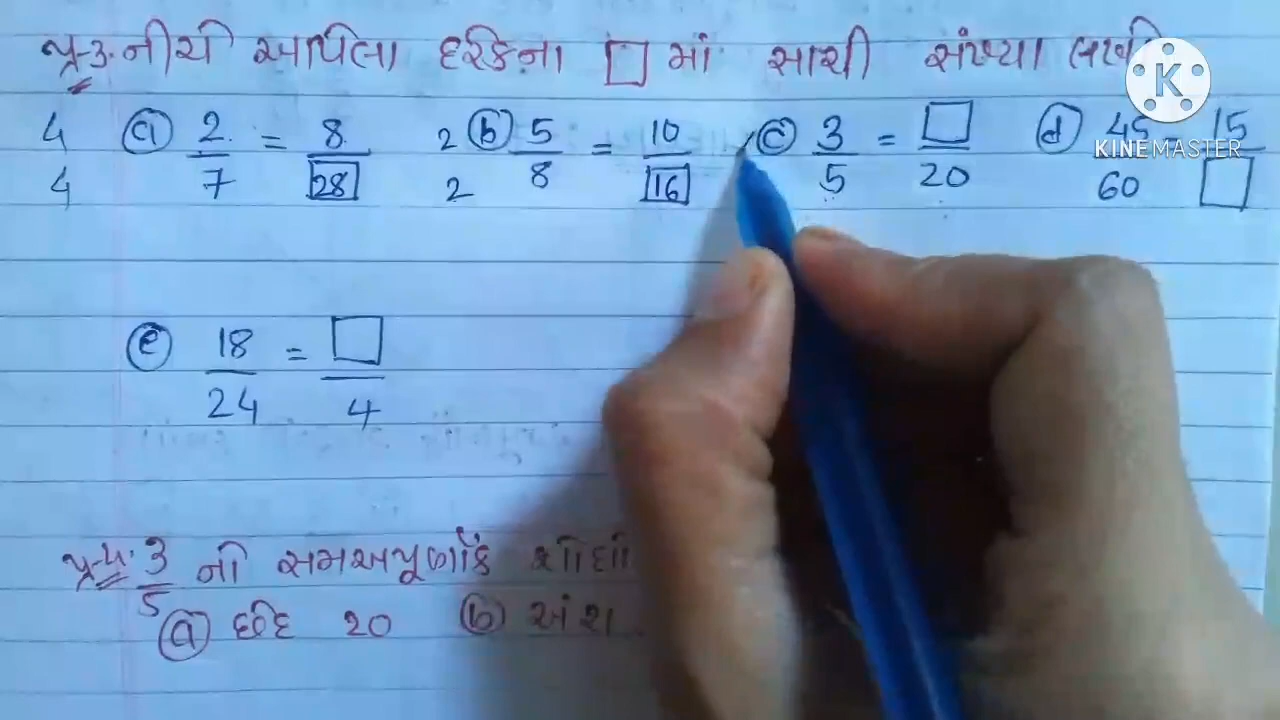 પ્ર-3. નીચે આપેલા દરેકના □ માં સાચી સંખ્યા લખો K
4 ⓐ 2/7 = 8/28 2 ⓑ 5/8 = 10/16 ⓒ 3/5 = □/20 ⓓ 45/60 = 15/□
4 2
KINEMASTER
ⓔ 18/24 = □/4
પ્ર-4. 3/5 નો સમઅપૂર્ણાંક શોધો
ⓐ છેદ 20 ⓑ અંશ